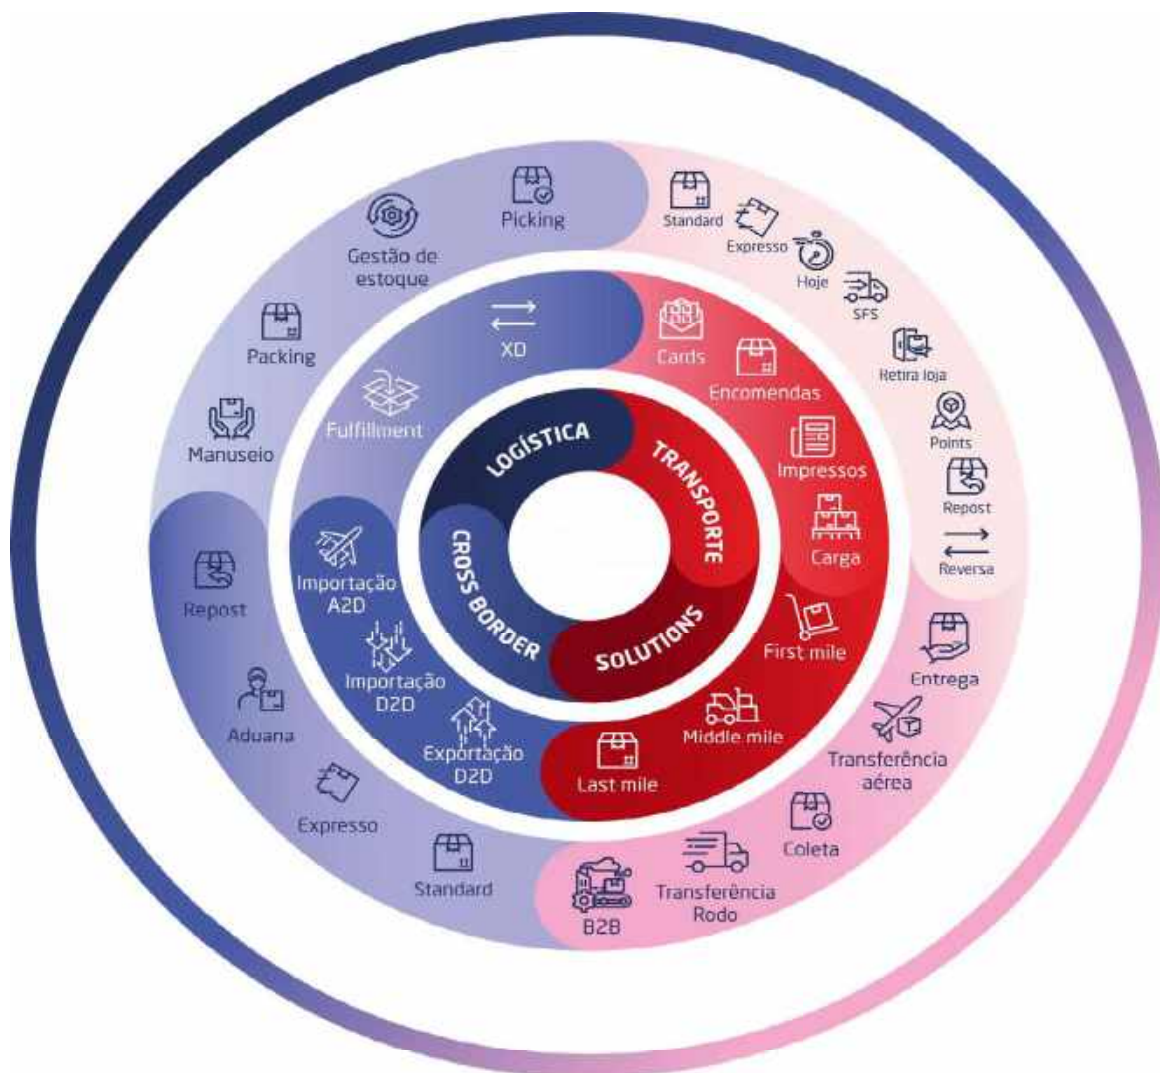 LOGÍSTICA
TRANSPORTE
SOLUTIONS
CROSS BORDER
XD
Fulfillment
Cards
Encomendas
Impressos
Carga
First mile
Middle mile
Last mile
Importação
A2D
Importação
D2D
Exportação
D2D
Picking
Gestão de
estoque
Packing
Manuseio
Standard
Expresso
Hoje
SFS
Retira loja
Points
Repost
Reversa
Entrega
Transferência
aérea
Coleta
Transferência
Rodo
B2B
Repost
Aduana
Expresso
Standard